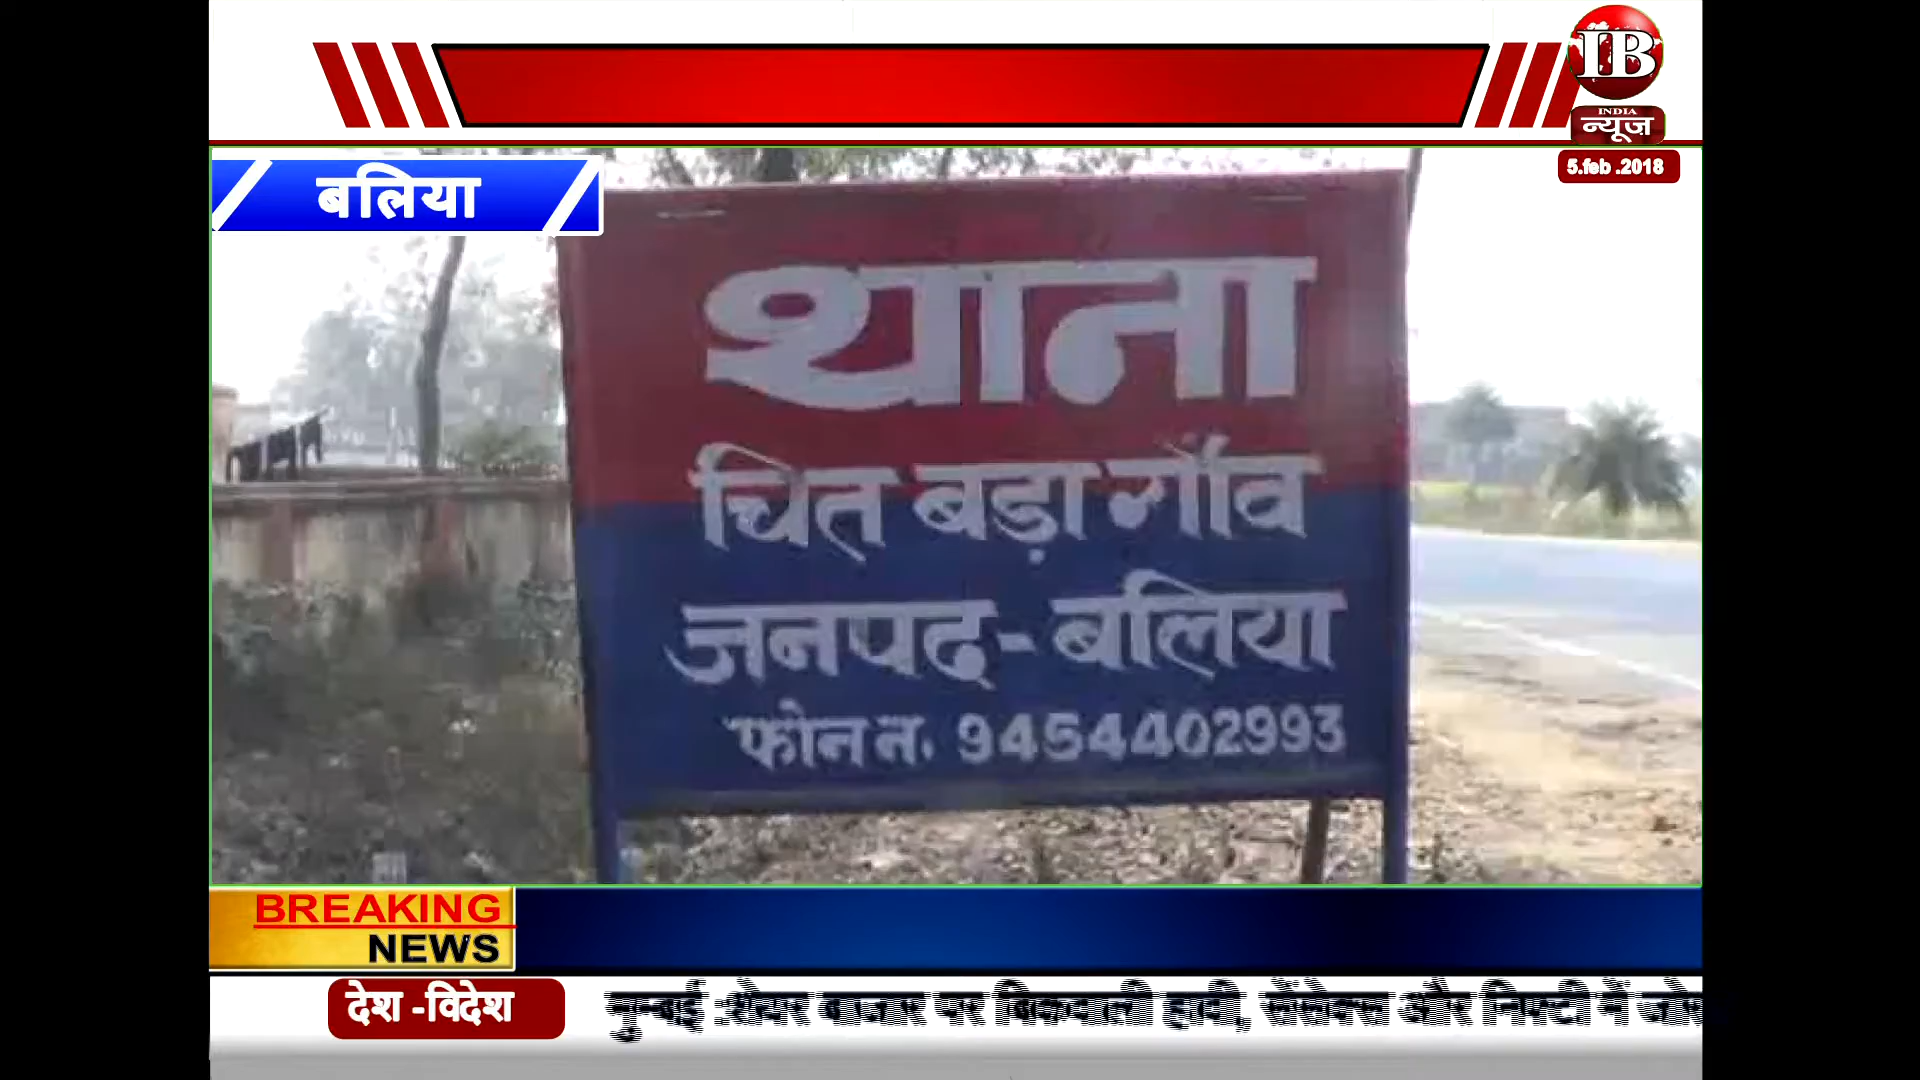 IB
INDIA
न्यूज़
5.feb .2018
बलिया
थाना
चित बड़ा गाँव
जनपद-बलिया
फोन न. 9454402993
BREAKING
NEWS
देश -विदेश
मुम्बई :शेयर बाजार पर बिकवाली हावी, सेंसेक्स और निफ्टी में